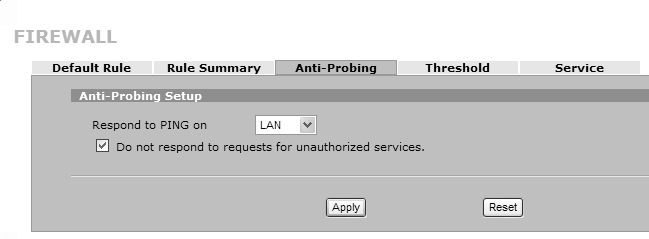 FIREWALL
Default Rule Rule Summary Anti-Probing Threshold Service
Anti-Probing Setup
Respond to PING on LAN
Do not respond to requests for unauthorized services.
Apply Reset